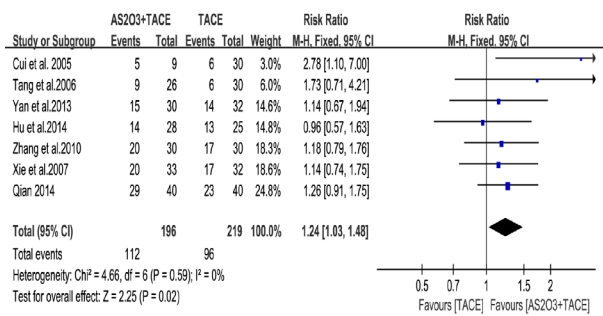 AS2O3+TACE TACE Risk Ratio Risk Ratio
Study or Subgroup Events Total Events Total Weight M-H, Fixed, 95% CI M-H, Fixed, 95% CI
Cui et al. 2005 5 9 6 30 3.0% 2.78 [1.10, 7.00]
Tang et al.2006 9 26 6 30 6.0% 1.73 [0.71, 4.21]
Yan et al.2013 15 30 14 32 14.5% 1.14 [0.67, 1.94]
Hu et al.2014 14 28 13 25 14.7% 0.96 [0.57, 1.63]
Zhang et al.2010 20 30 17 30 18.3% 1.18 [0.79, 1.76]
Xie et al.2007 20 33 17 32 18.6% 1.14 [0.74, 1.75]
Qian 2014 29 40 23 40 24.8% 1.26 [0.91, 1.75]
Total (95% CI) 196 219 100.0% 1.24 [1.03, 1.48]
Total events 112 96
Heterogeneity: Chi² = 4.66, df = 6 (P = 0.59); I² = 0%
Test for overall effect: Z = 2.25 (P = 0.02)
0.5 0.7 1 1.5 2
Favours [TACE] Favours [AS2O3+TACE]